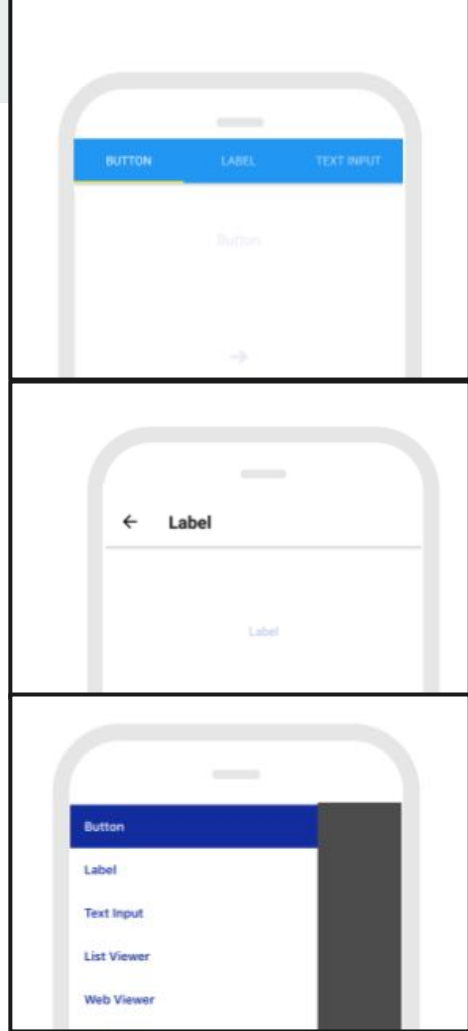 BUTTON LABEL TEXT INPUT
Button
Label
Label
Button
Label
Text Input
List Viewer
Web Viewer